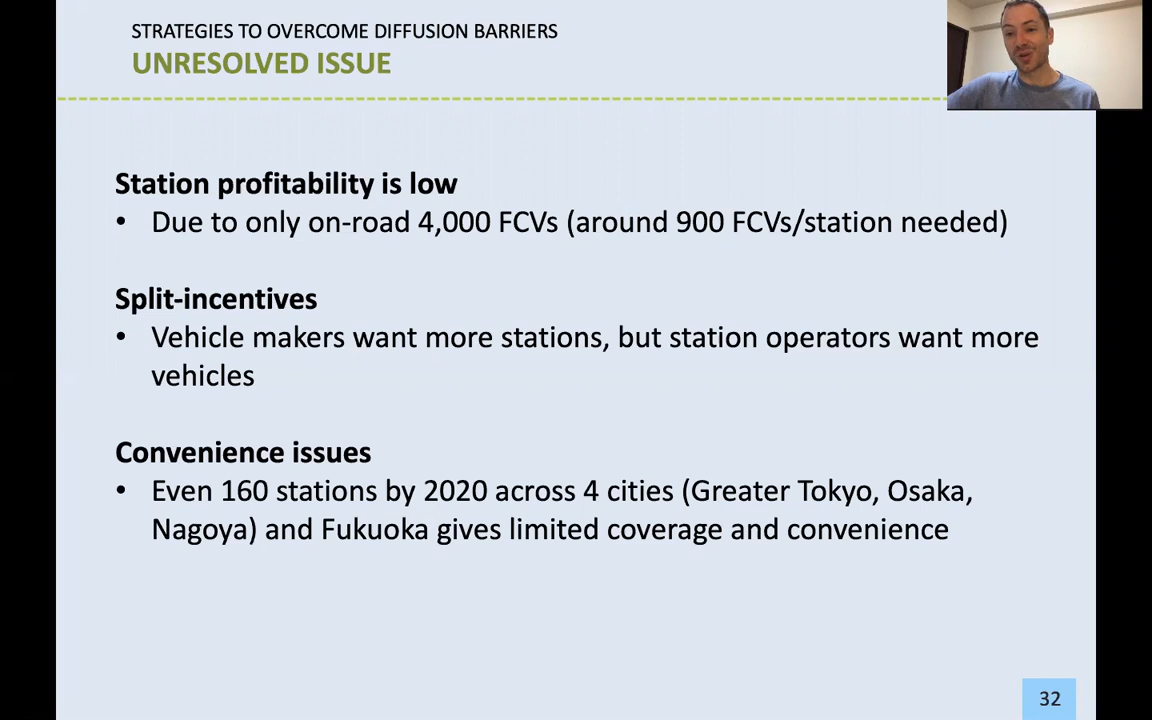 STRATEGIES TO OVERCOME DIFFUSION BARRIERS
UNRESOLVED ISSUE
Station profitability is low
• Due to only on-road 4,000 FCVs (around 900 FCVs/station needed)
Split-incentives
• Vehicle makers want more stations, but station operators want more
vehicles
Convenience issues
• Even 160 stations by 2020 across 4 cities (Greater Tokyo, Osaka,
Nagoya) and Fukuoka gives limited coverage and convenience
32